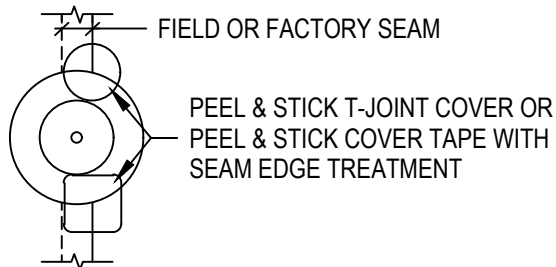 FIELD OR FACTORY SEAM
PEEL & STICK T-JOINT COVER OR
PEEL & STICK COVER TAPE WITH
SEAM EDGE TREATMENT